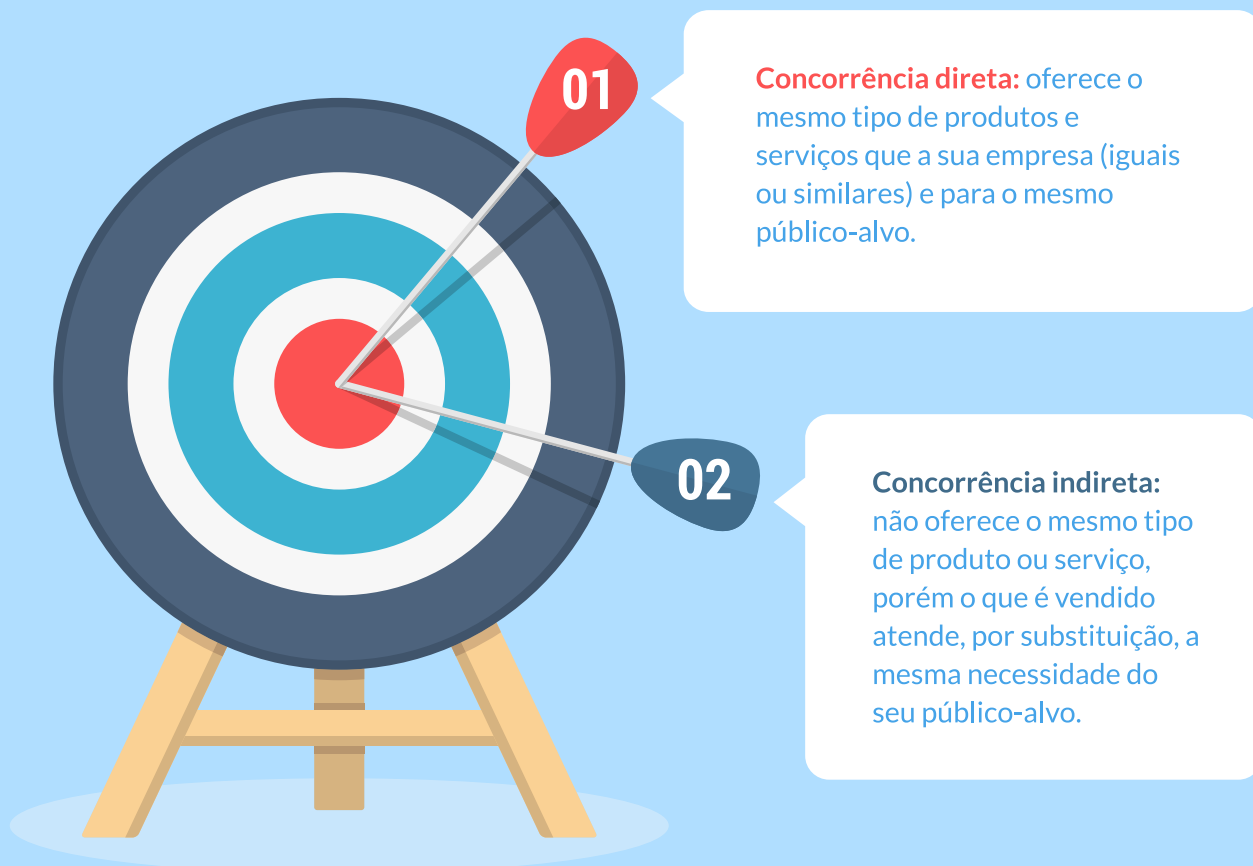 01
Concorrência direta: oferece o
mesmo tipo de produtos e
serviços que a sua empresa (iguais
ou similares) e para o mesmo
público-alvo.
02
Concorrência indireta:
não oferece o mesmo tipo
de produto ou serviço,
porém o que é vendido
atende, por substituição, a
mesma necessidade do
seu público-alvo.